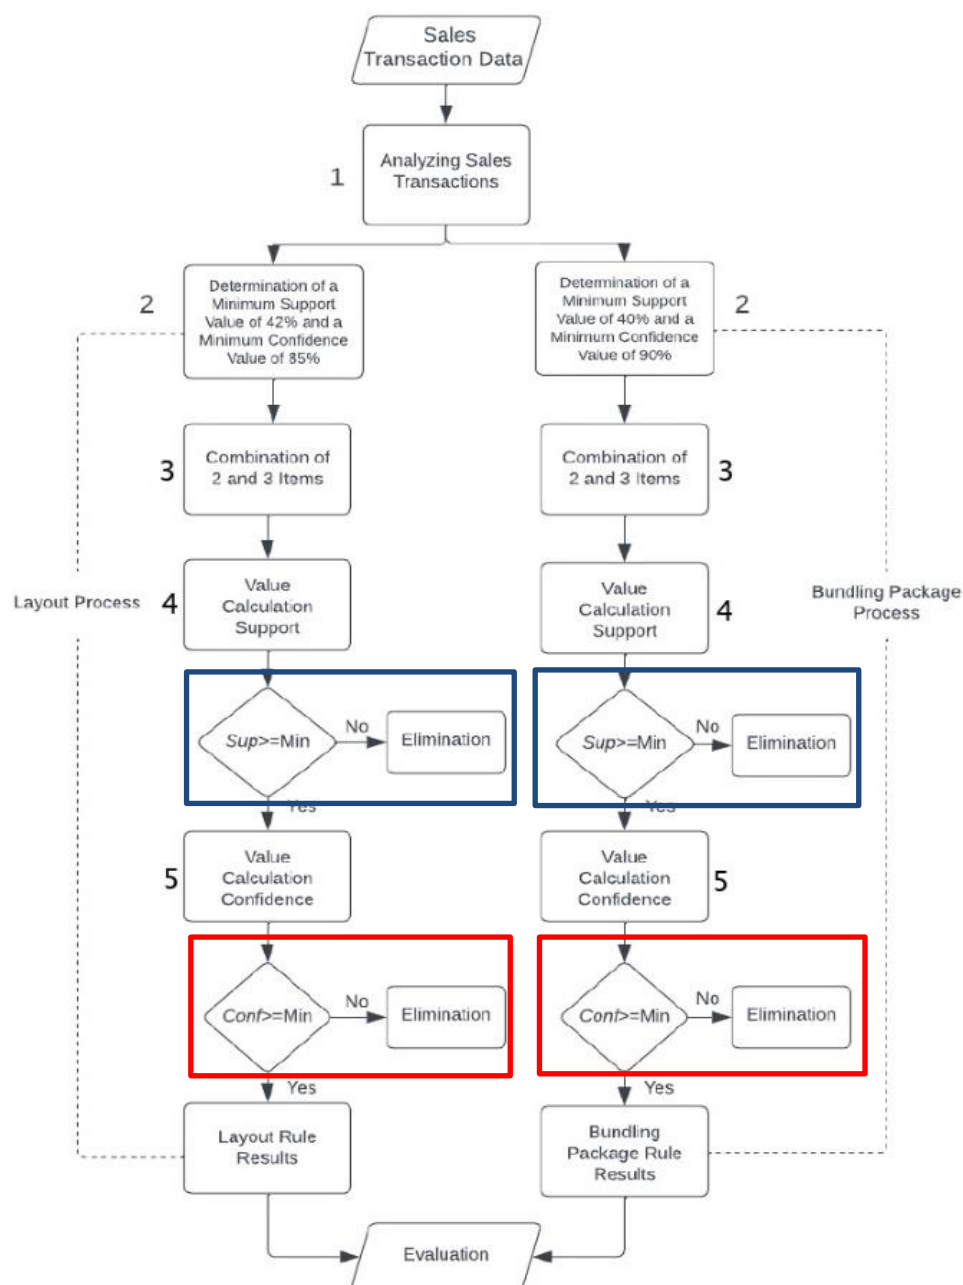 Sales
Transaction Data
1
Analyzing Sales
Transactions
2
Determination of a
Minimum Support
Value of 42% and a
Minimum Confidence
Value of 85%
Determination of a
Minimum Support
Value of 40% and a
Minimum Confidence
Value of 90%
2
3
Combination of
2 and 3 Items
Combination of
2 and 3 Items
3
Layout Process
4
Value
Calculation
Support
Value
Calculation
Support
4
Bundling Package
Process
Sup>=Min
No
Elimination
Sup>=Min
No
Elimination
Yes
Yes
5
Value
Calculation
Confidence
Value
Calculation
Confidence
5
Conf>=Min
No
Elimination
Conf>=Min
No
Elimination
Yes
Yes
Layout Rule
Results
Bundling
Package Rule
Results
Evaluation